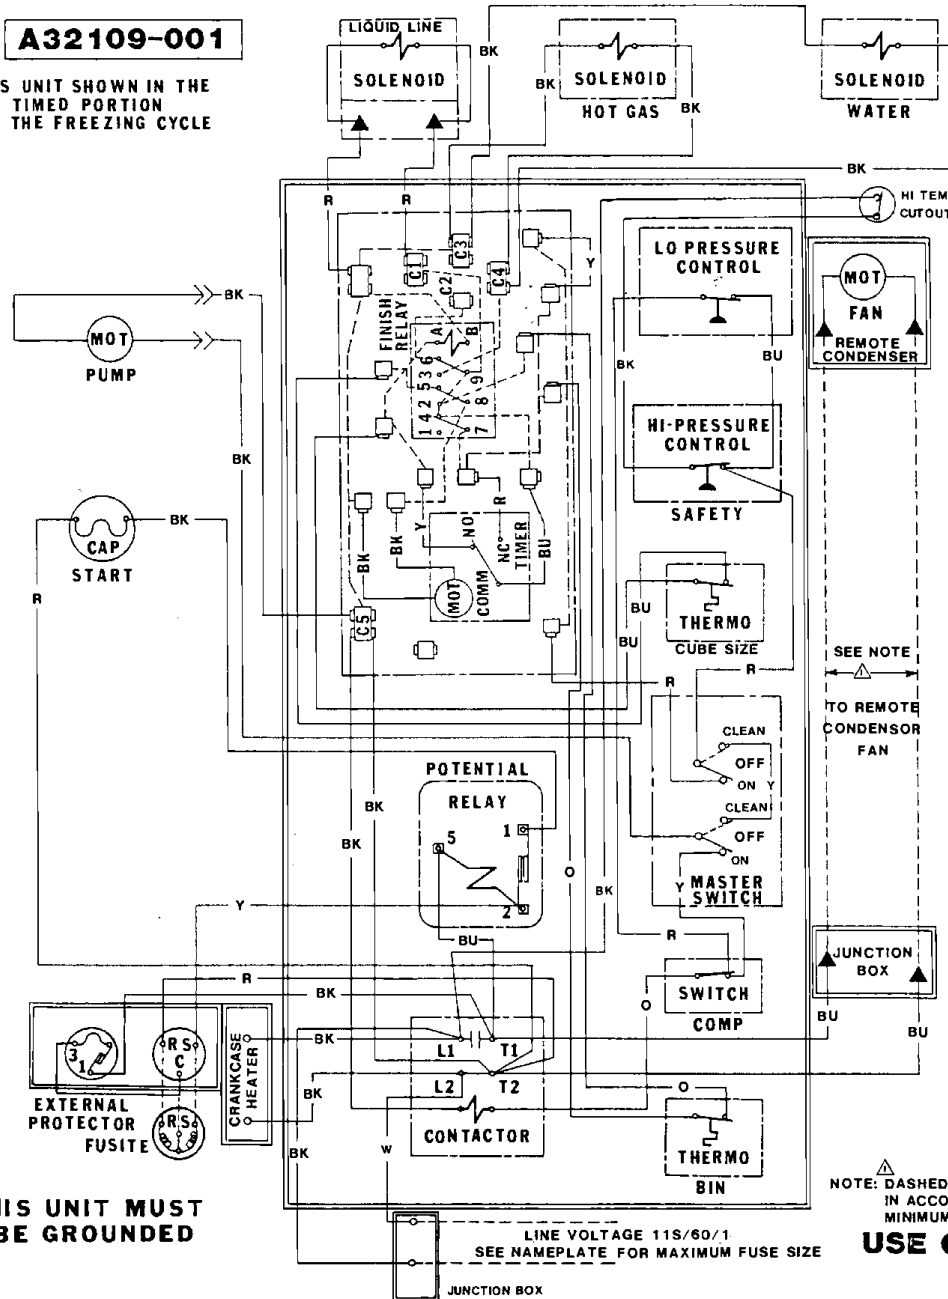 A32109-001
S UNIT SHOWN IN THE
TIMED PORTION
THE FREEZING CYCLE
LIQUID LINE
SOLENOID
BK
SOLENOID
HOT GAS
BK
BK
SOLENOID
WATER
BK
HI TEM
CUTOUT
R
R
C1
C2
C3
C4
Y
LO PRESSURE
CONTROL
MOT
FAN
REMOTE
CONDENSER
BK
MOT
PUMP
FINISH
RELAY
A
B
6
3
5
2
4
1
9
8
7
BK
BU
HI-PRESSURE
CONTROL
SAFETY
BK
BK
CAP
START
R
BK
BK
Y
NO
R
NC
TIMER
BU
COMM
MOT
C5
BU
BU
THERMO
CUBE SIZE
R
R
SEE NOTE
TO REMOTE
CONDENSOR
FAN
CLEAN
OFF
ON
Y
CLEAN
OFF
ON
Y
MASTER
SWITCH
POTENTIAL
RELAY
1
5
2
BK
BK
O
BK
Y
BU
R
R
BK
SWITCH
COMP
O
JUNCTION
BOX
BU
BU
3
1
R S
C
R S
EXTERNAL
PROTECTOR
FUSITE
CRANKCASE
HEATER
BK
BK
L1
T1
L2
T2
CONTACTOR
O
THERMO
BIN
BK
W
HIS UNIT MUST
BE GROUNDED
LINE VOLTAGE 11S/60/1
SEE NAMEPLATE FOR MAXIMUM FUSE SIZE
JUNCTION BOX
NOTE: DASHED
IN ACCO
MINIMUM
USE